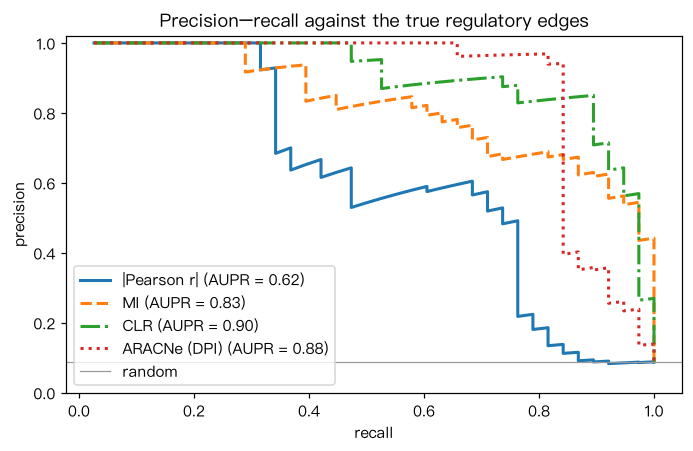 Precision—recall against the true regulatory edges
precision
1.0
0.8
0.6
0.4
0.2
0.0
|Pearson r| (AUPR = 0.62)
MI (AUPR = 0.83)
CLR (AUPR = 0.90)
ARACNe (DPI) (AUPR = 0.88)
random
0.0 0.2 0.4 0.6 0.8 1.0
recall